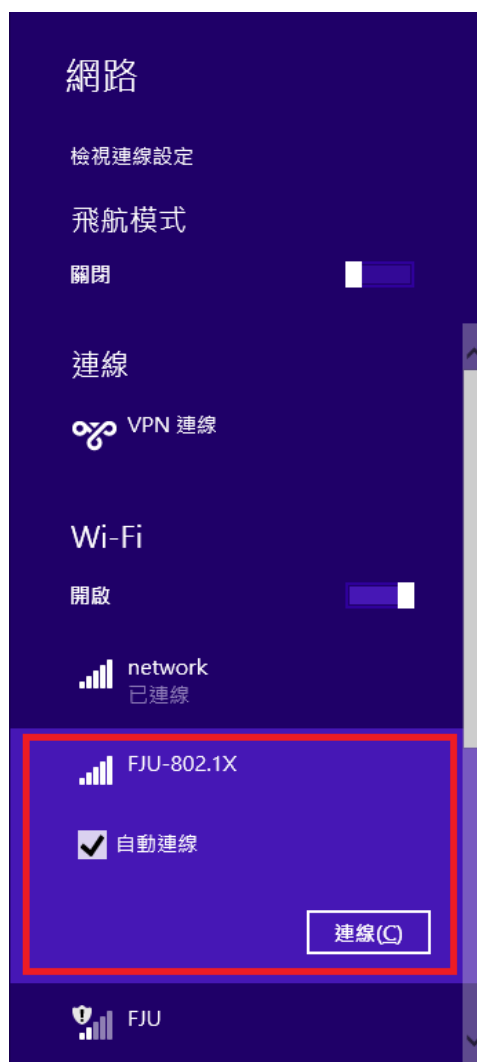 網路
檢視連線設定
飛航模式
關閉
連線
VPN 連線
Wi-Fi
開啟
network
已連線
FJU-802.1X
自動連線
連線(C)
FJU